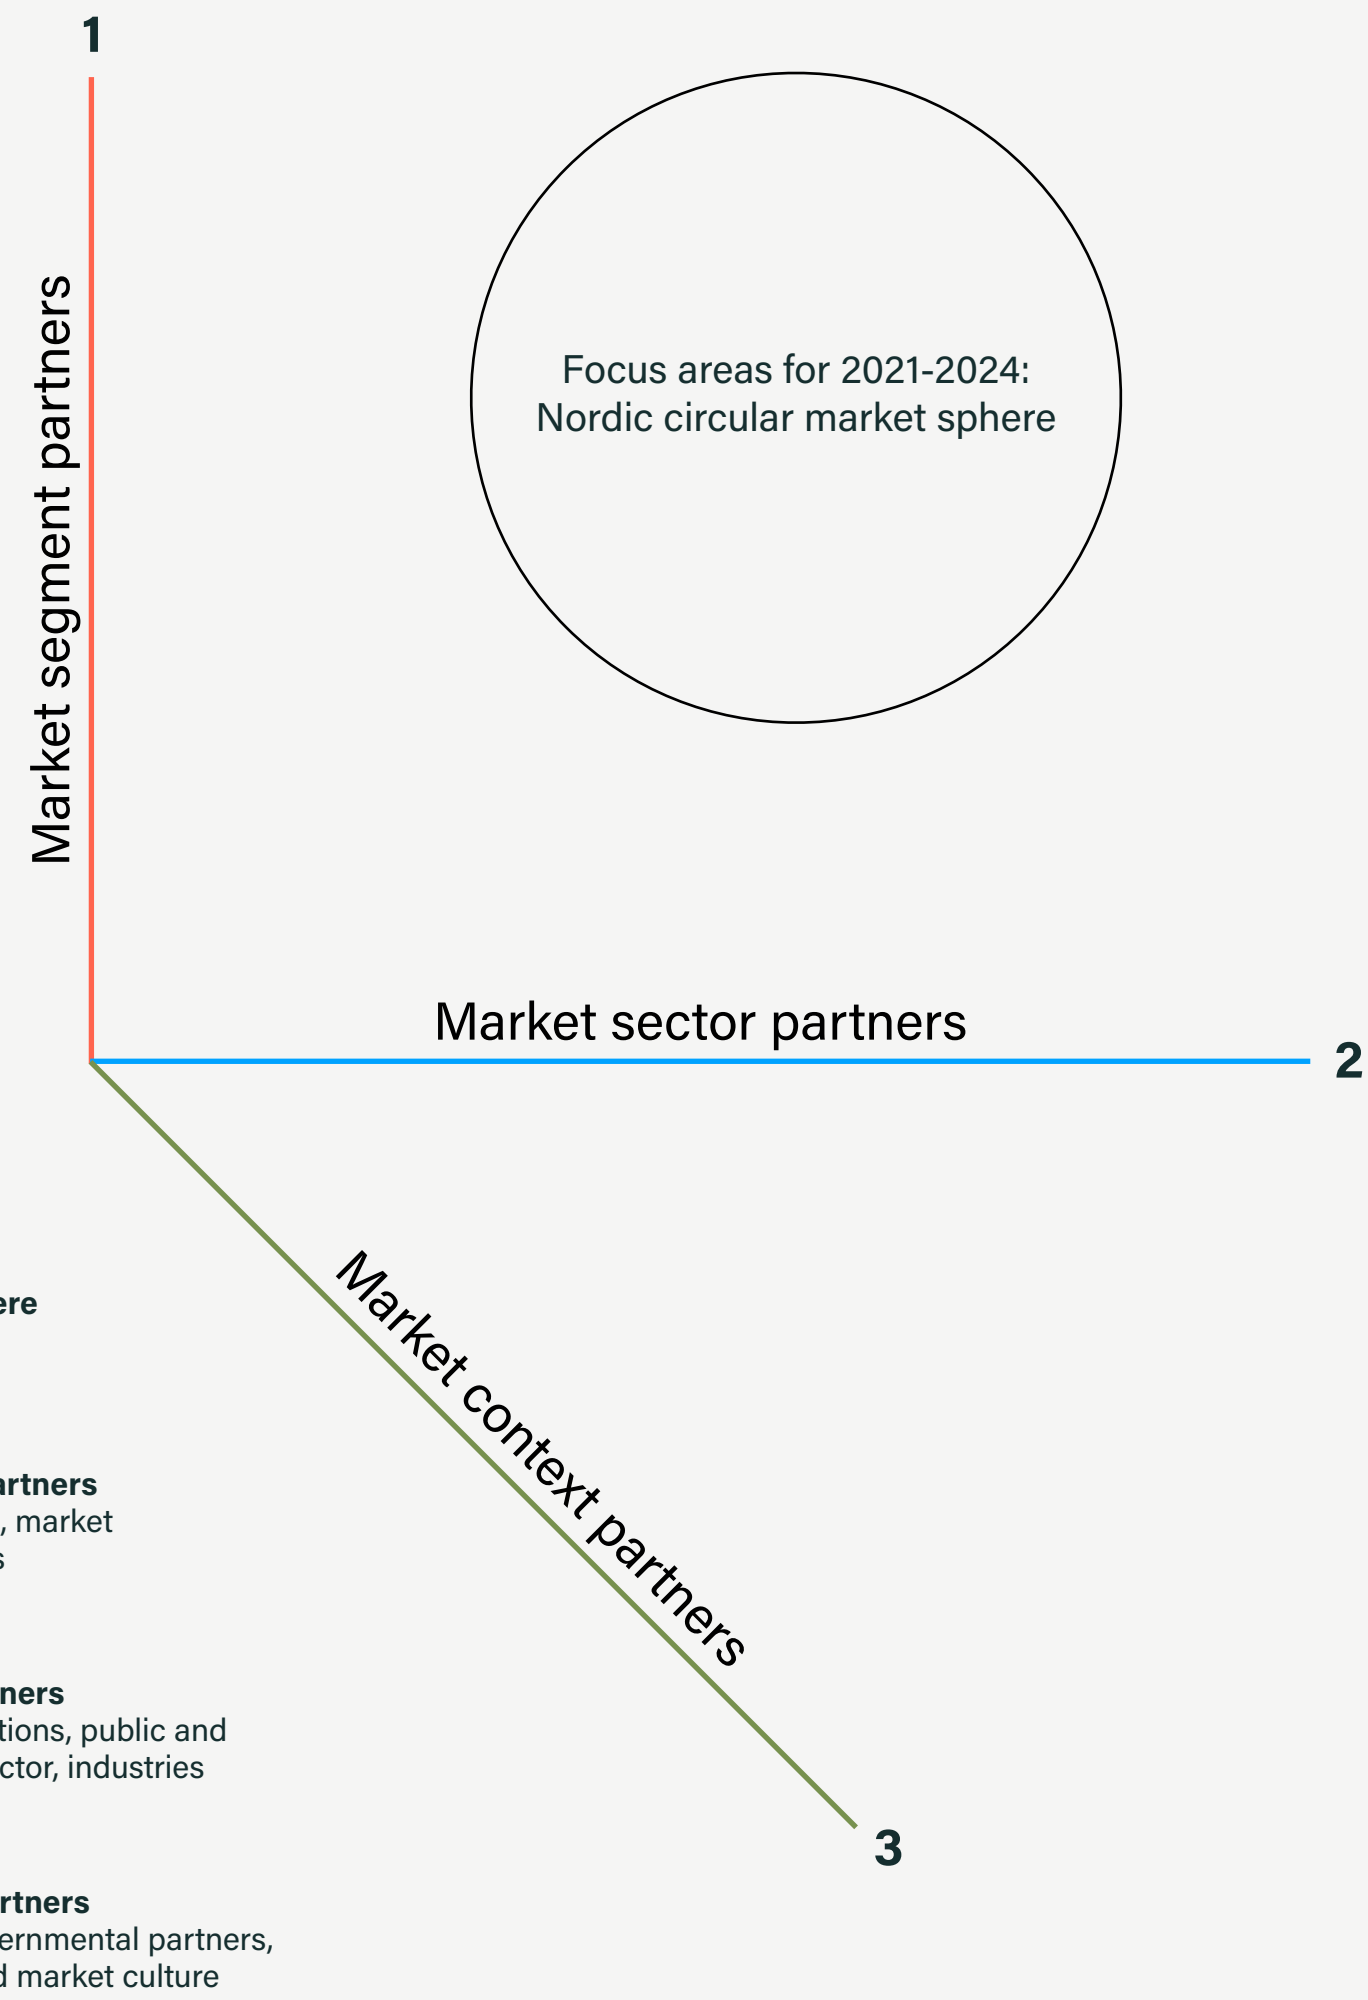 1
Market segment partners
Focus areas for 2021-2024:
Nordic circular market sphere
Market sector partners
2
Market context partners
3
ere
artners
, market
s
ners
tions, public and
ctor, industries
rtners
ernmental partners,
d market culture